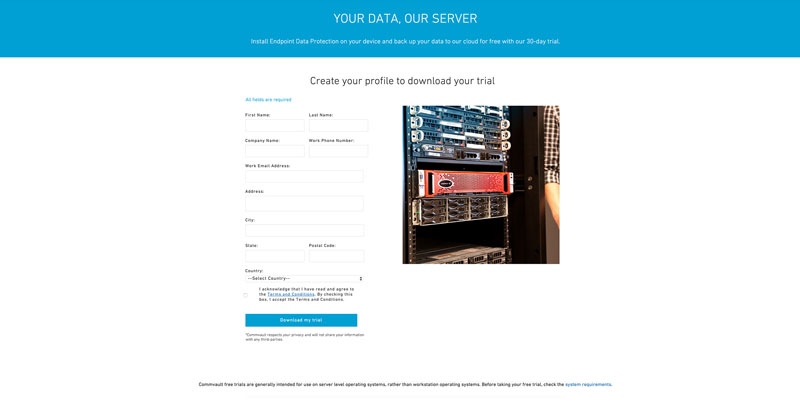 YOUR DATA, OUR SERVER
Install Endpoint Data Protection on your device and back up your data to our cloud for free with our 30-day trial.
Create your profile to download your trial
All fields are required
First Name: Last Name:
Company Name: Work Phone Number:
Work Email Address:
Address:
City:
State: Postal Code:
Country:
---Select Country---
I acknowledge that I have read and agree to
the Terms and Conditions. By checking this
box, I accept the Terms and Conditions.
Download my trial
*Commvault respects your privacy and will not share your information
with any third-parties.
Commvault free trials are generally intended for use on server level operating systems, rather than workstation operating systems. Before taking your free trial, check the system requirements.